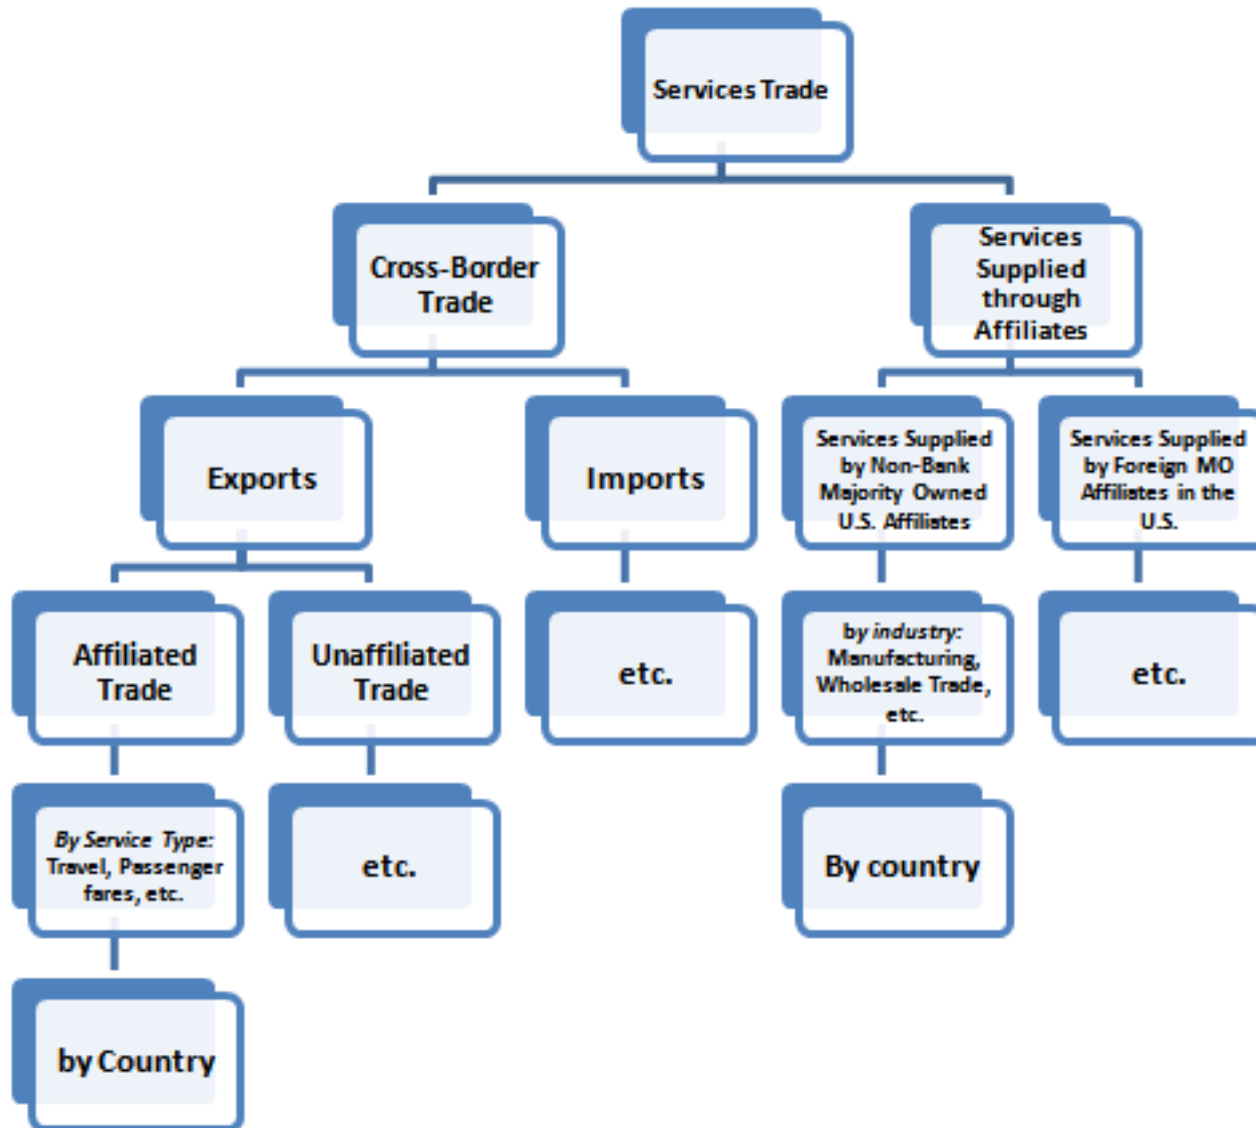 Services Trade
Cross-Border
Trade
Services
Supplied
through
Affiliates
Exports
Imports
Services Supplied
by Non-Bank
Majority Owned
U.S. Affiliates
Services Supplied
by Foreign MO
Affiliates in the
U.S.
Affiliated
Trade
Unaffiliated
Trade
etc.
by industry:
Manufacturing,
Wholesale Trade,
etc.
etc.
By Service Type:
Travel, Passenger
fares, etc.
etc.
By country
by Country